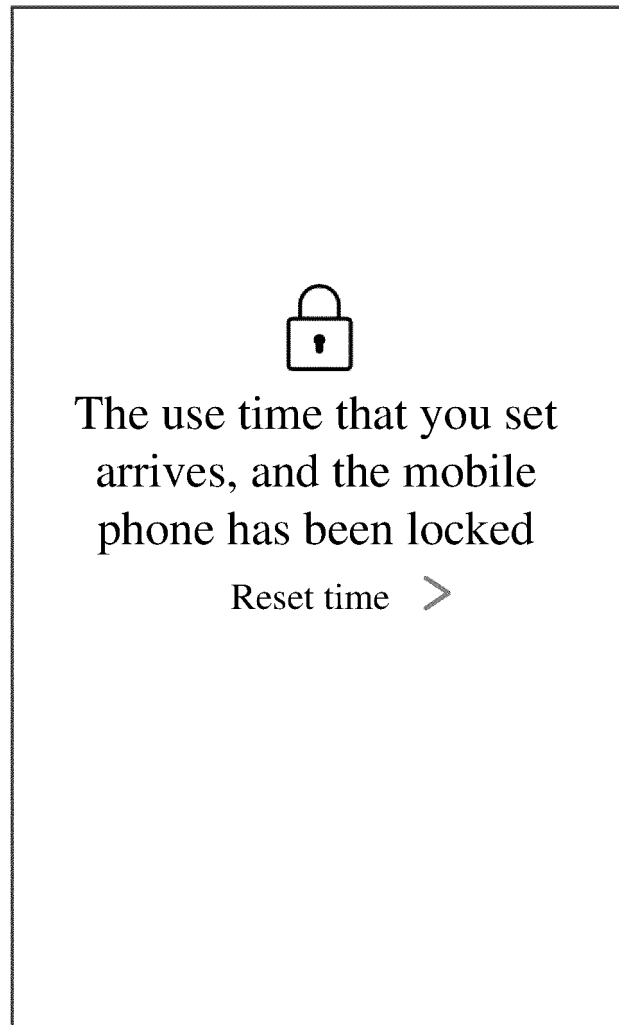 The use time that you set
arrives, and the mobile
phone has been locked
Reset time >